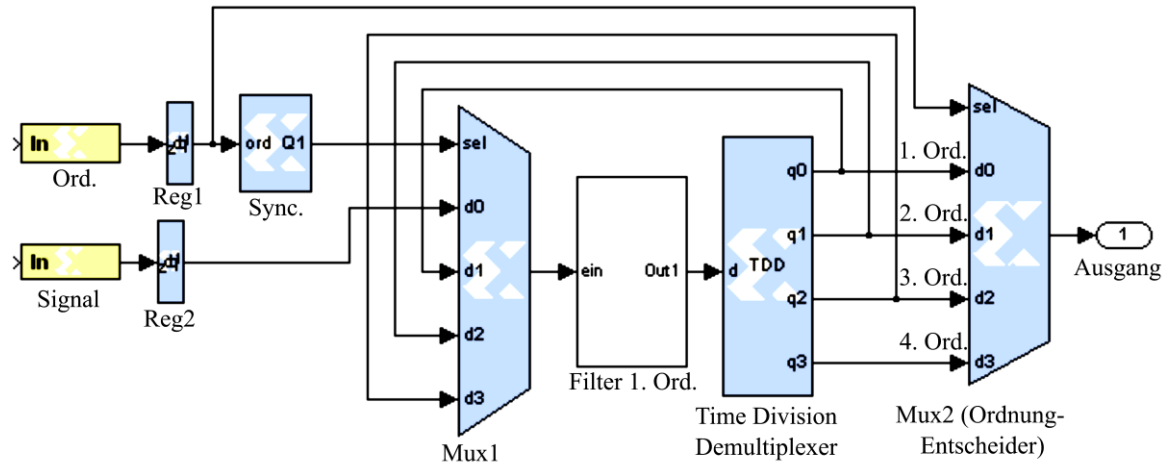 In
Ord.
z-1
Reg1
ord Q1
Sync.
In
Signal
z-1
Reg2
sel
d0
d1
d2
d3
Mux1
ein Out1
Filter 1. Ord.
d TDD
q0
q1
q2
q3
Time Division
Demultiplexer
1. Ord.
2. Ord.
3. Ord.
4. Ord.
sel
d0
d1
d2
d3
Mux2 (Ordnung-
Entscheider)
1
Ausgang